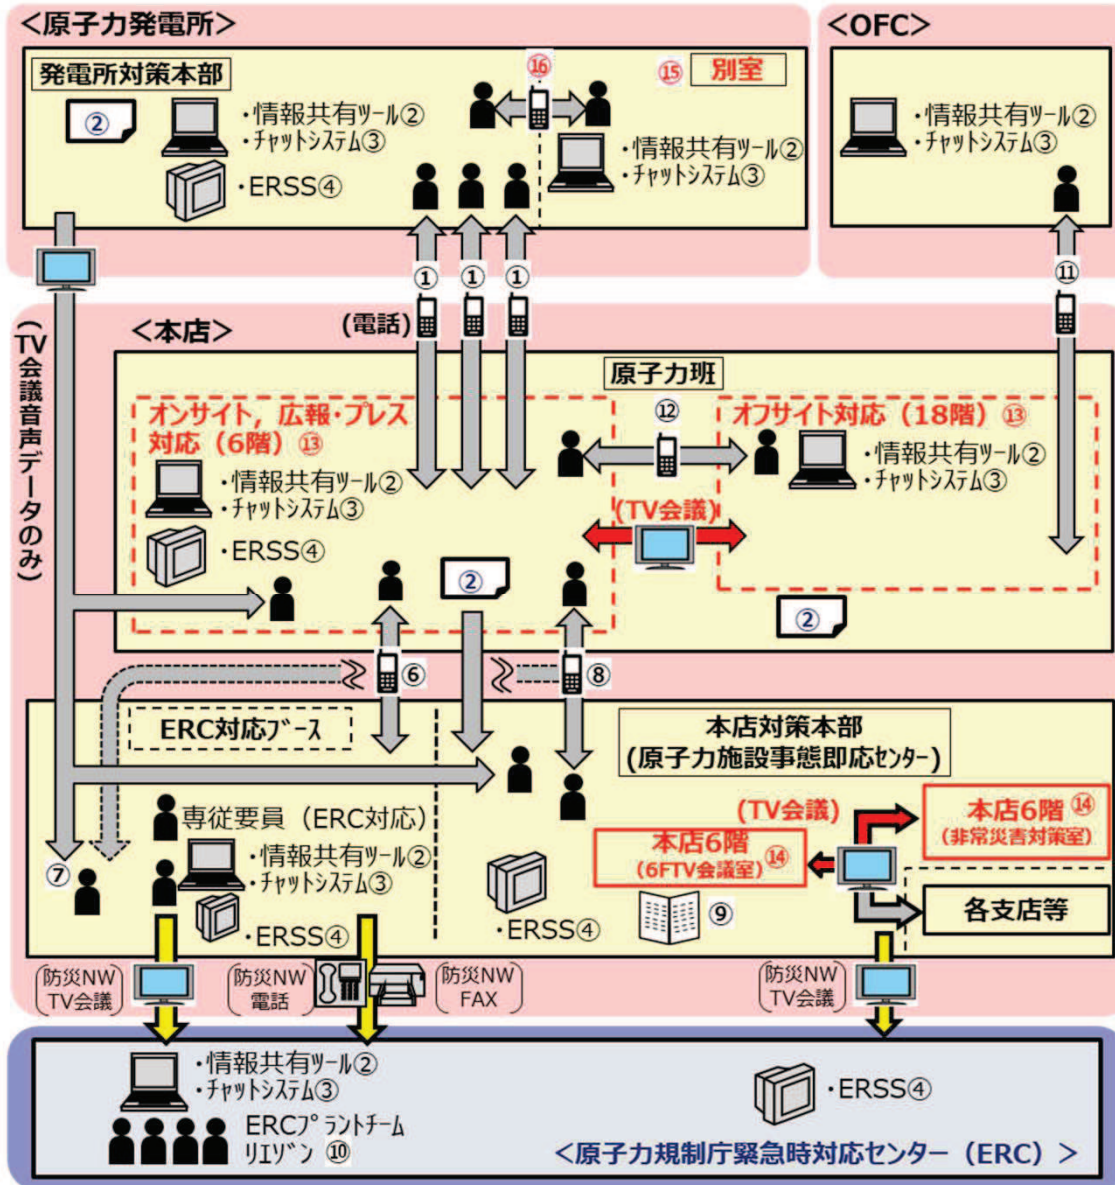 <原子力発電所>
発電所対策本部
②
・情報共有ツール②
・チャットシステム③
・ERSS④
⑯
⑮ 別室
・情報共有ツール②
・チャットシステム③
<OFC>
・情報共有ツール②
・チャットシステム③
⑪
① ① ①
(電話)
(TV会議音声データのみ)
<本店>
原子力班
オンサイト，広報・プレス
対応（6階）⑬
・情報共有ツール②
・チャットシステム③
・ERSS④
⑫
(TV会議)
オフサイト対応（18階）⑬
・情報共有ツール②
・チャットシステム③
②
②
⑥
⑧
ERC対応ブース
専従要員（ERC対応）
・情報共有ツール②
・チャットシステム③
・ERSS④
⑦
本店対策本部
(原子力施設事態即応センター)
・ERSS④
(TV会議)
本店6階⑭
(6FTV会議室)
本店6階⑭
(非常災害対策室)
⑨
各支店等
防災NW
TV会議
防災NW
電話
防災NW
FAX
防災NW
TV会議
・情報共有ツール②
・チャットシステム③
ERCプラントチーム
リエゾン ⑩
・ERSS④
<原子力規制庁緊急時対応センター（ERC）>